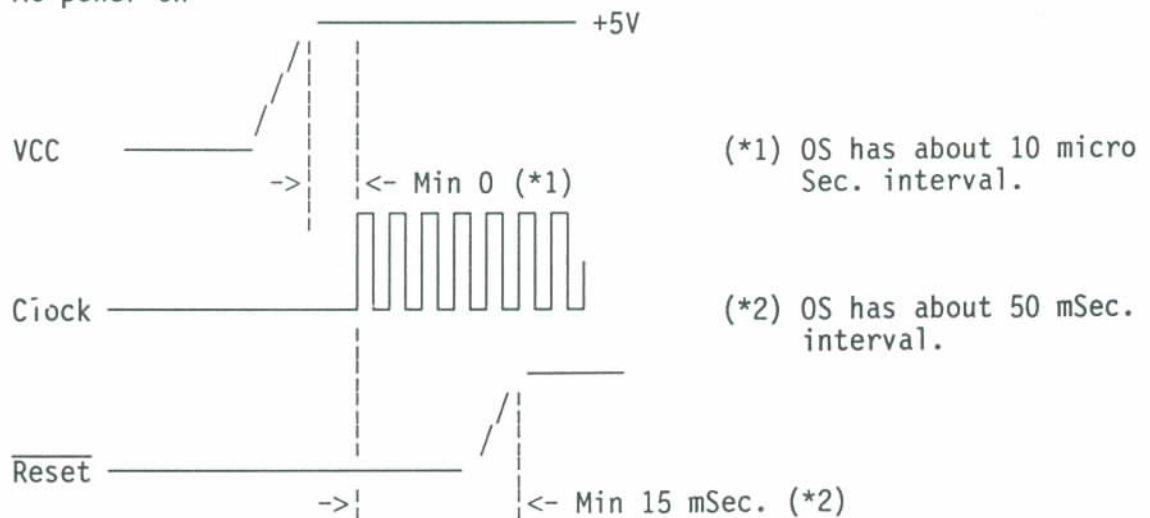 +5V
VCC
-> <- Min 0 (*1)
(*1) OS has about 10 micro
Sec. interval.
Clock
(*2) OS has about 50 mSec.
interval.
Reset
-> <- Min 15 mSec. (*2)